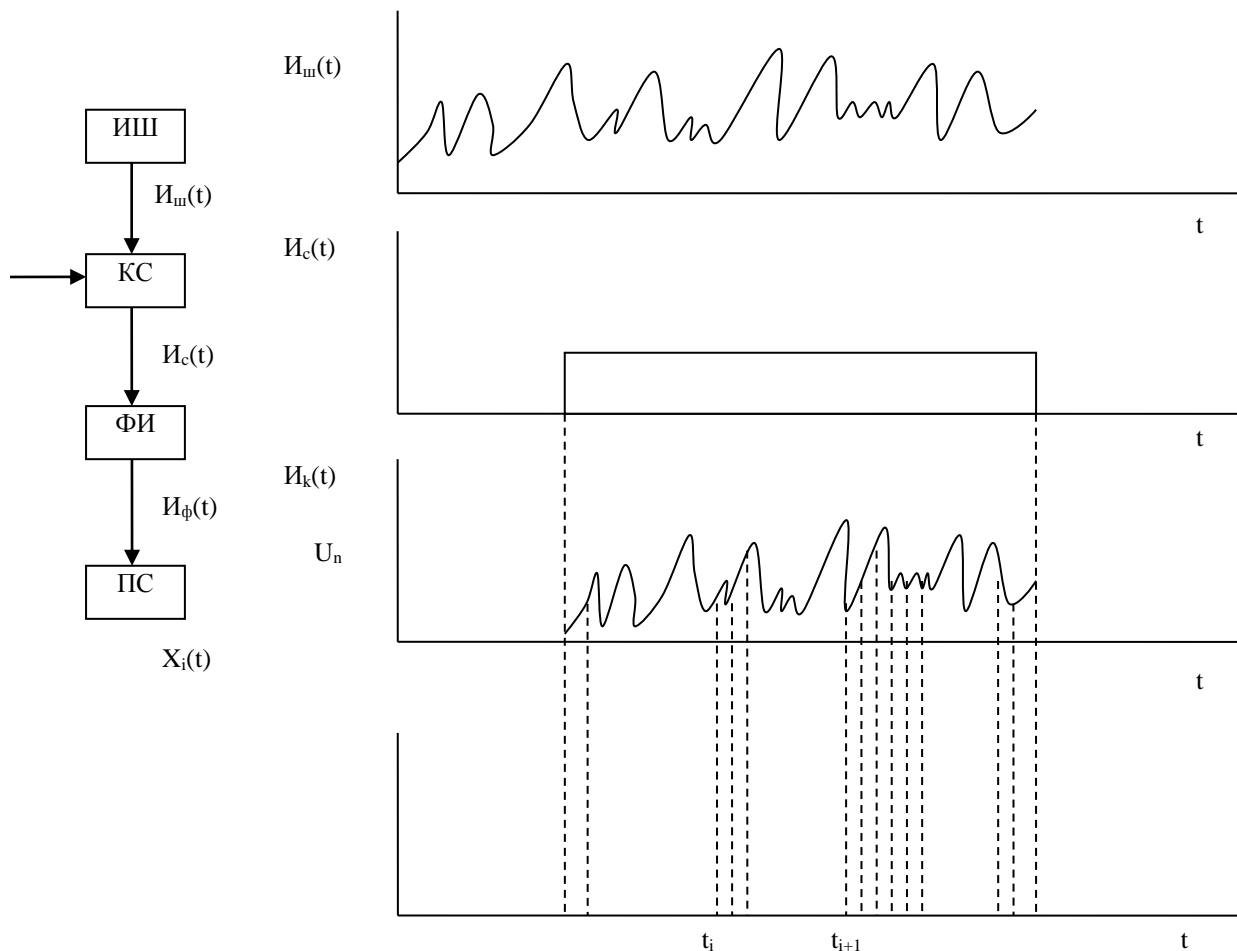 ИШ
Иш(t)
КС
Ис(t)
ФИ
Иф(t)
ПС
Xi(t)
Иш(t)
t
Ис(t)
t
Иk(t)
Un
t
ti
ti+1
t